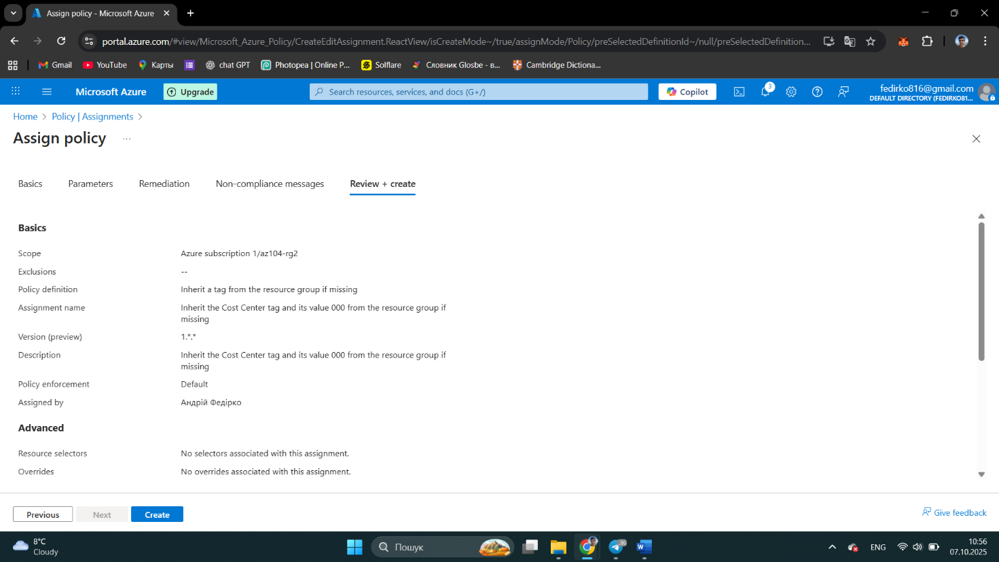 Assign policy - Microsoft Azure
portal.azure.com/#view/Microsoft_Azure_Policy/CreateEditAssignment.ReactView/isCreateMode~/true/assignMode/Policy/preSelectedDefinitionId~/null/preSelectedDefinition...
Gmail
YouTube
Карты
chat GPT
Photopea | Online P...
Solflare
Словник Glosbe - в...
Cambridge Dictiona...
Microsoft Azure
Upgrade
Search resources, services, and docs (G+/)
Copilot
3
fedirko816@gmail.com
DEFAULT DIRECTORY (FEDIRKO81...
Home > Policy | Assignments >
Assign policy ...
Basics
Parameters
Remediation
Non-compliance messages
Review + create
Basics
Scope
Azure subscription 1/az104-rg2
Exclusions
--
Policy definition
Inherit a tag from the resource group if missing
Assignment name
Inherit the Cost Center tag and its value 000 from the resource group if
missing
Version (preview)
1.*.*
Description
Inherit the Cost Center tag and its value 000 from the resource group if
missing
Policy enforcement
Default
Assigned by
Андрій Федірко
Advanced
Resource selectors
No selectors associated with this assignment.
Overrides
No overrides associated with this assignment.
Previous
Next
Create
Give feedback
8°C
Cloudy
Пошук
86
ENG
10:56
07.10.2025